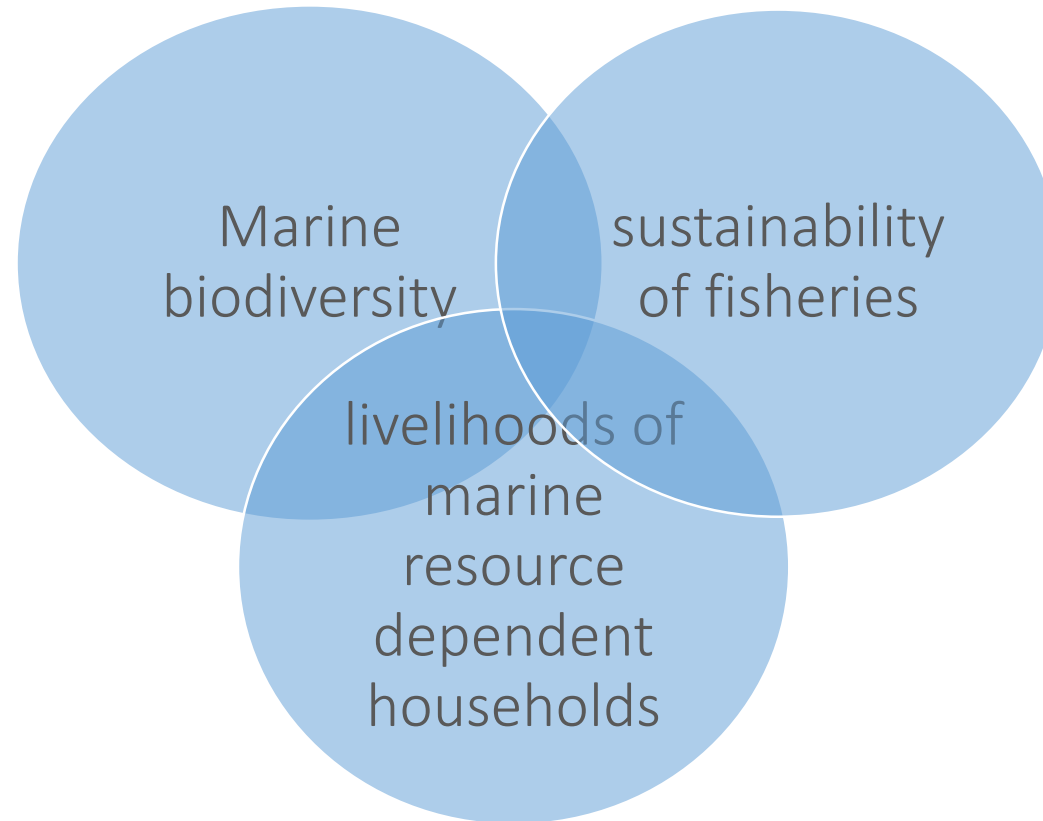 Marine
biodiversity
sustainability
of fisheries
livelihoods of
marine
resource
dependent
households